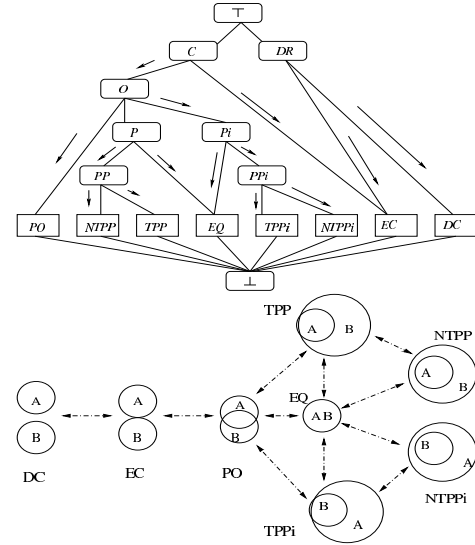 ⊤
C DR
O
P Pi
PP PPi
PO NTPP TPP EQ TPPi NTPPi EC DC
⊥
TPP
A B
NTPP
A
B
EQ
A
B
DC
A
B
EC
A
B
PO
A B
B
A
NTPPi
B
A
TPPi